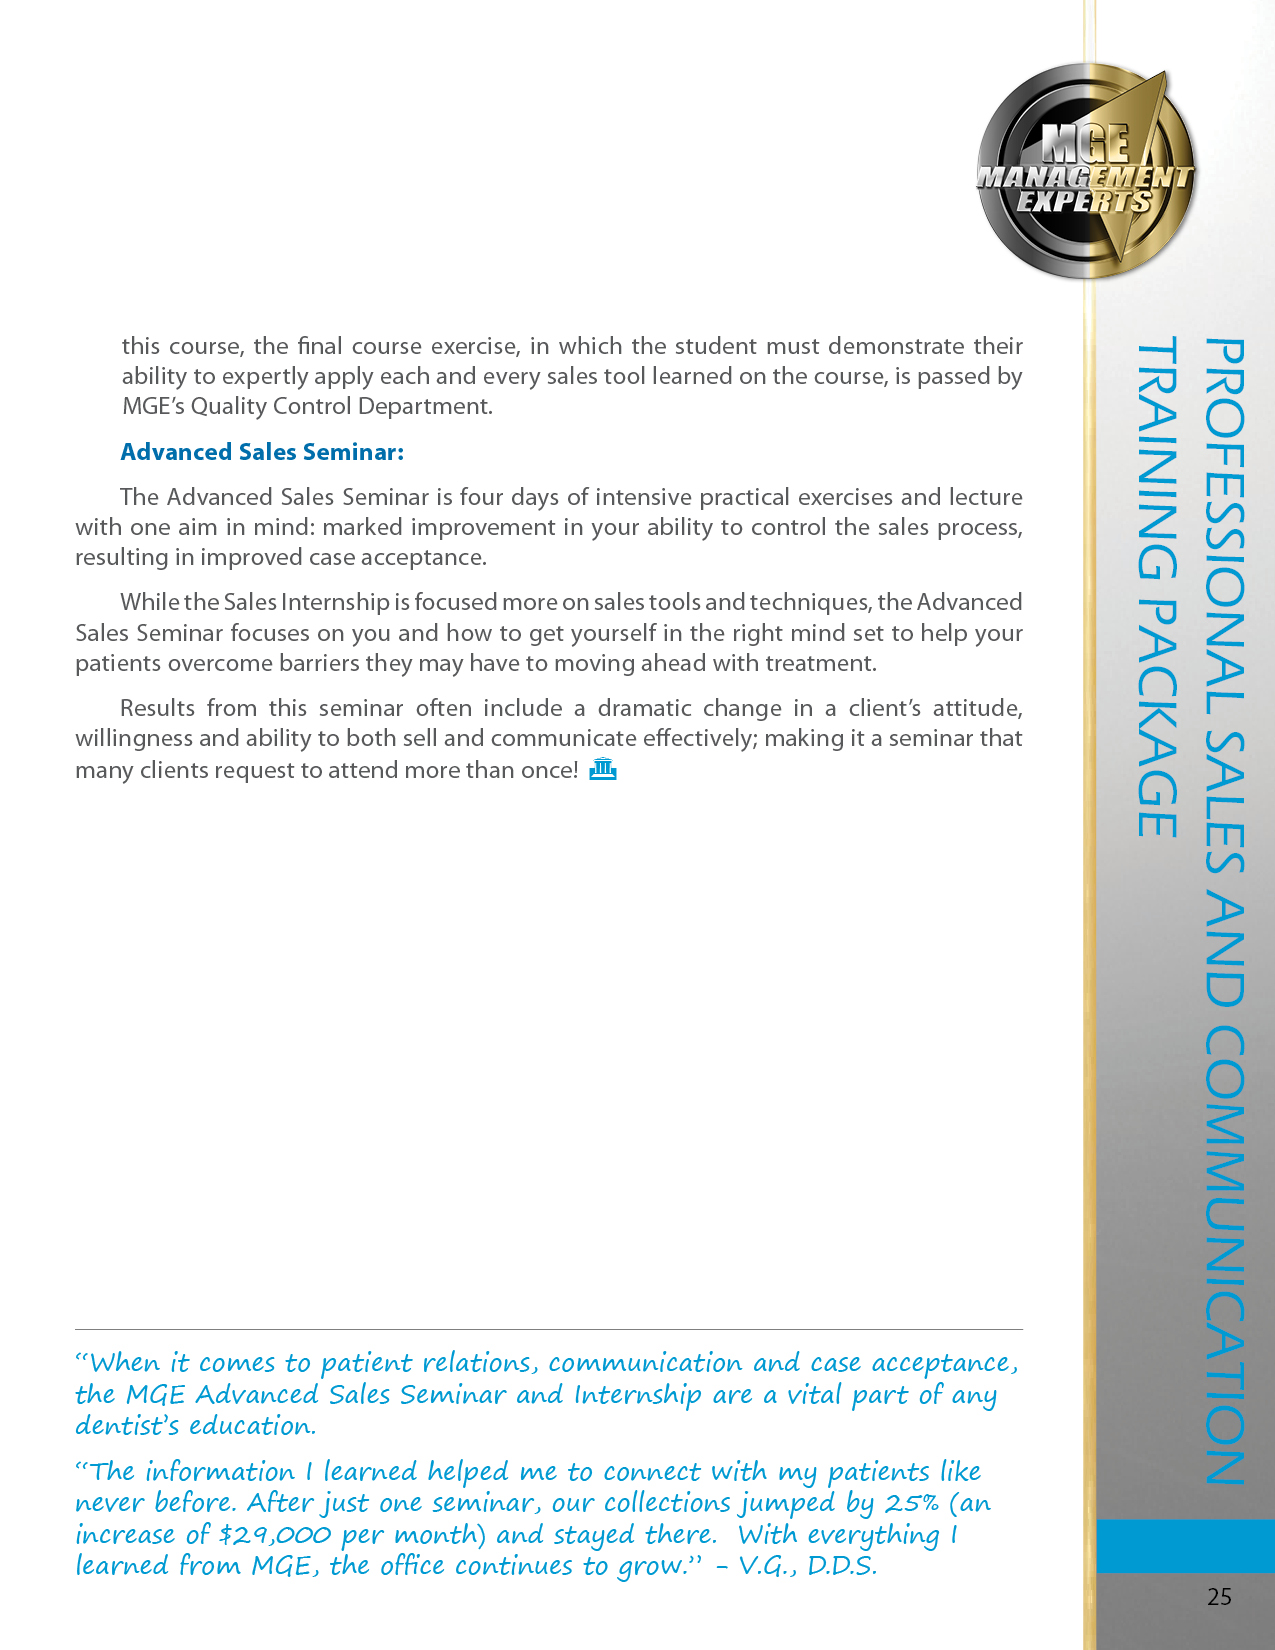 MGE
MANAGEMENT
EXPERTS
this course, the final course exercise, in which the student must demonstrate their
ability to expertly apply each and every sales tool learned on the course, is passed by
MGE’s Quality Control Department.
Advanced Sales Seminar:
The Advanced Sales Seminar is four days of intensive practical exercises and lecture
with one aim in mind: marked improvement in your ability to control the sales process,
resulting in improved case acceptance.
While the Sales Internship is focused more on sales tools and techniques, the Advanced
Sales Seminar focuses on you and how to get yourself in the right mind set to help your
patients overcome barriers they may have to moving ahead with treatment.
Results from this seminar often include a dramatic change in a client’s attitude,
willingness and ability to both sell and communicate effectively; making it a seminar that
many clients request to attend more than once!
“When it comes to patient relations, communication and case acceptance,
the MGE Advanced Sales Seminar and Internship are a vital part of any
dentist’s education.
“The information I learned helped me to connect with my patients like
never before. After just one seminar, our collections jumped by 25% (an
increase of $29,000 per month) and stayed there.  With everything I
learned from MGE, the office continues to grow.” – V.G., D.D.S.
PROFESSIONAL SALES AND COMMUNICATION
TRAINING PACKAGE
25